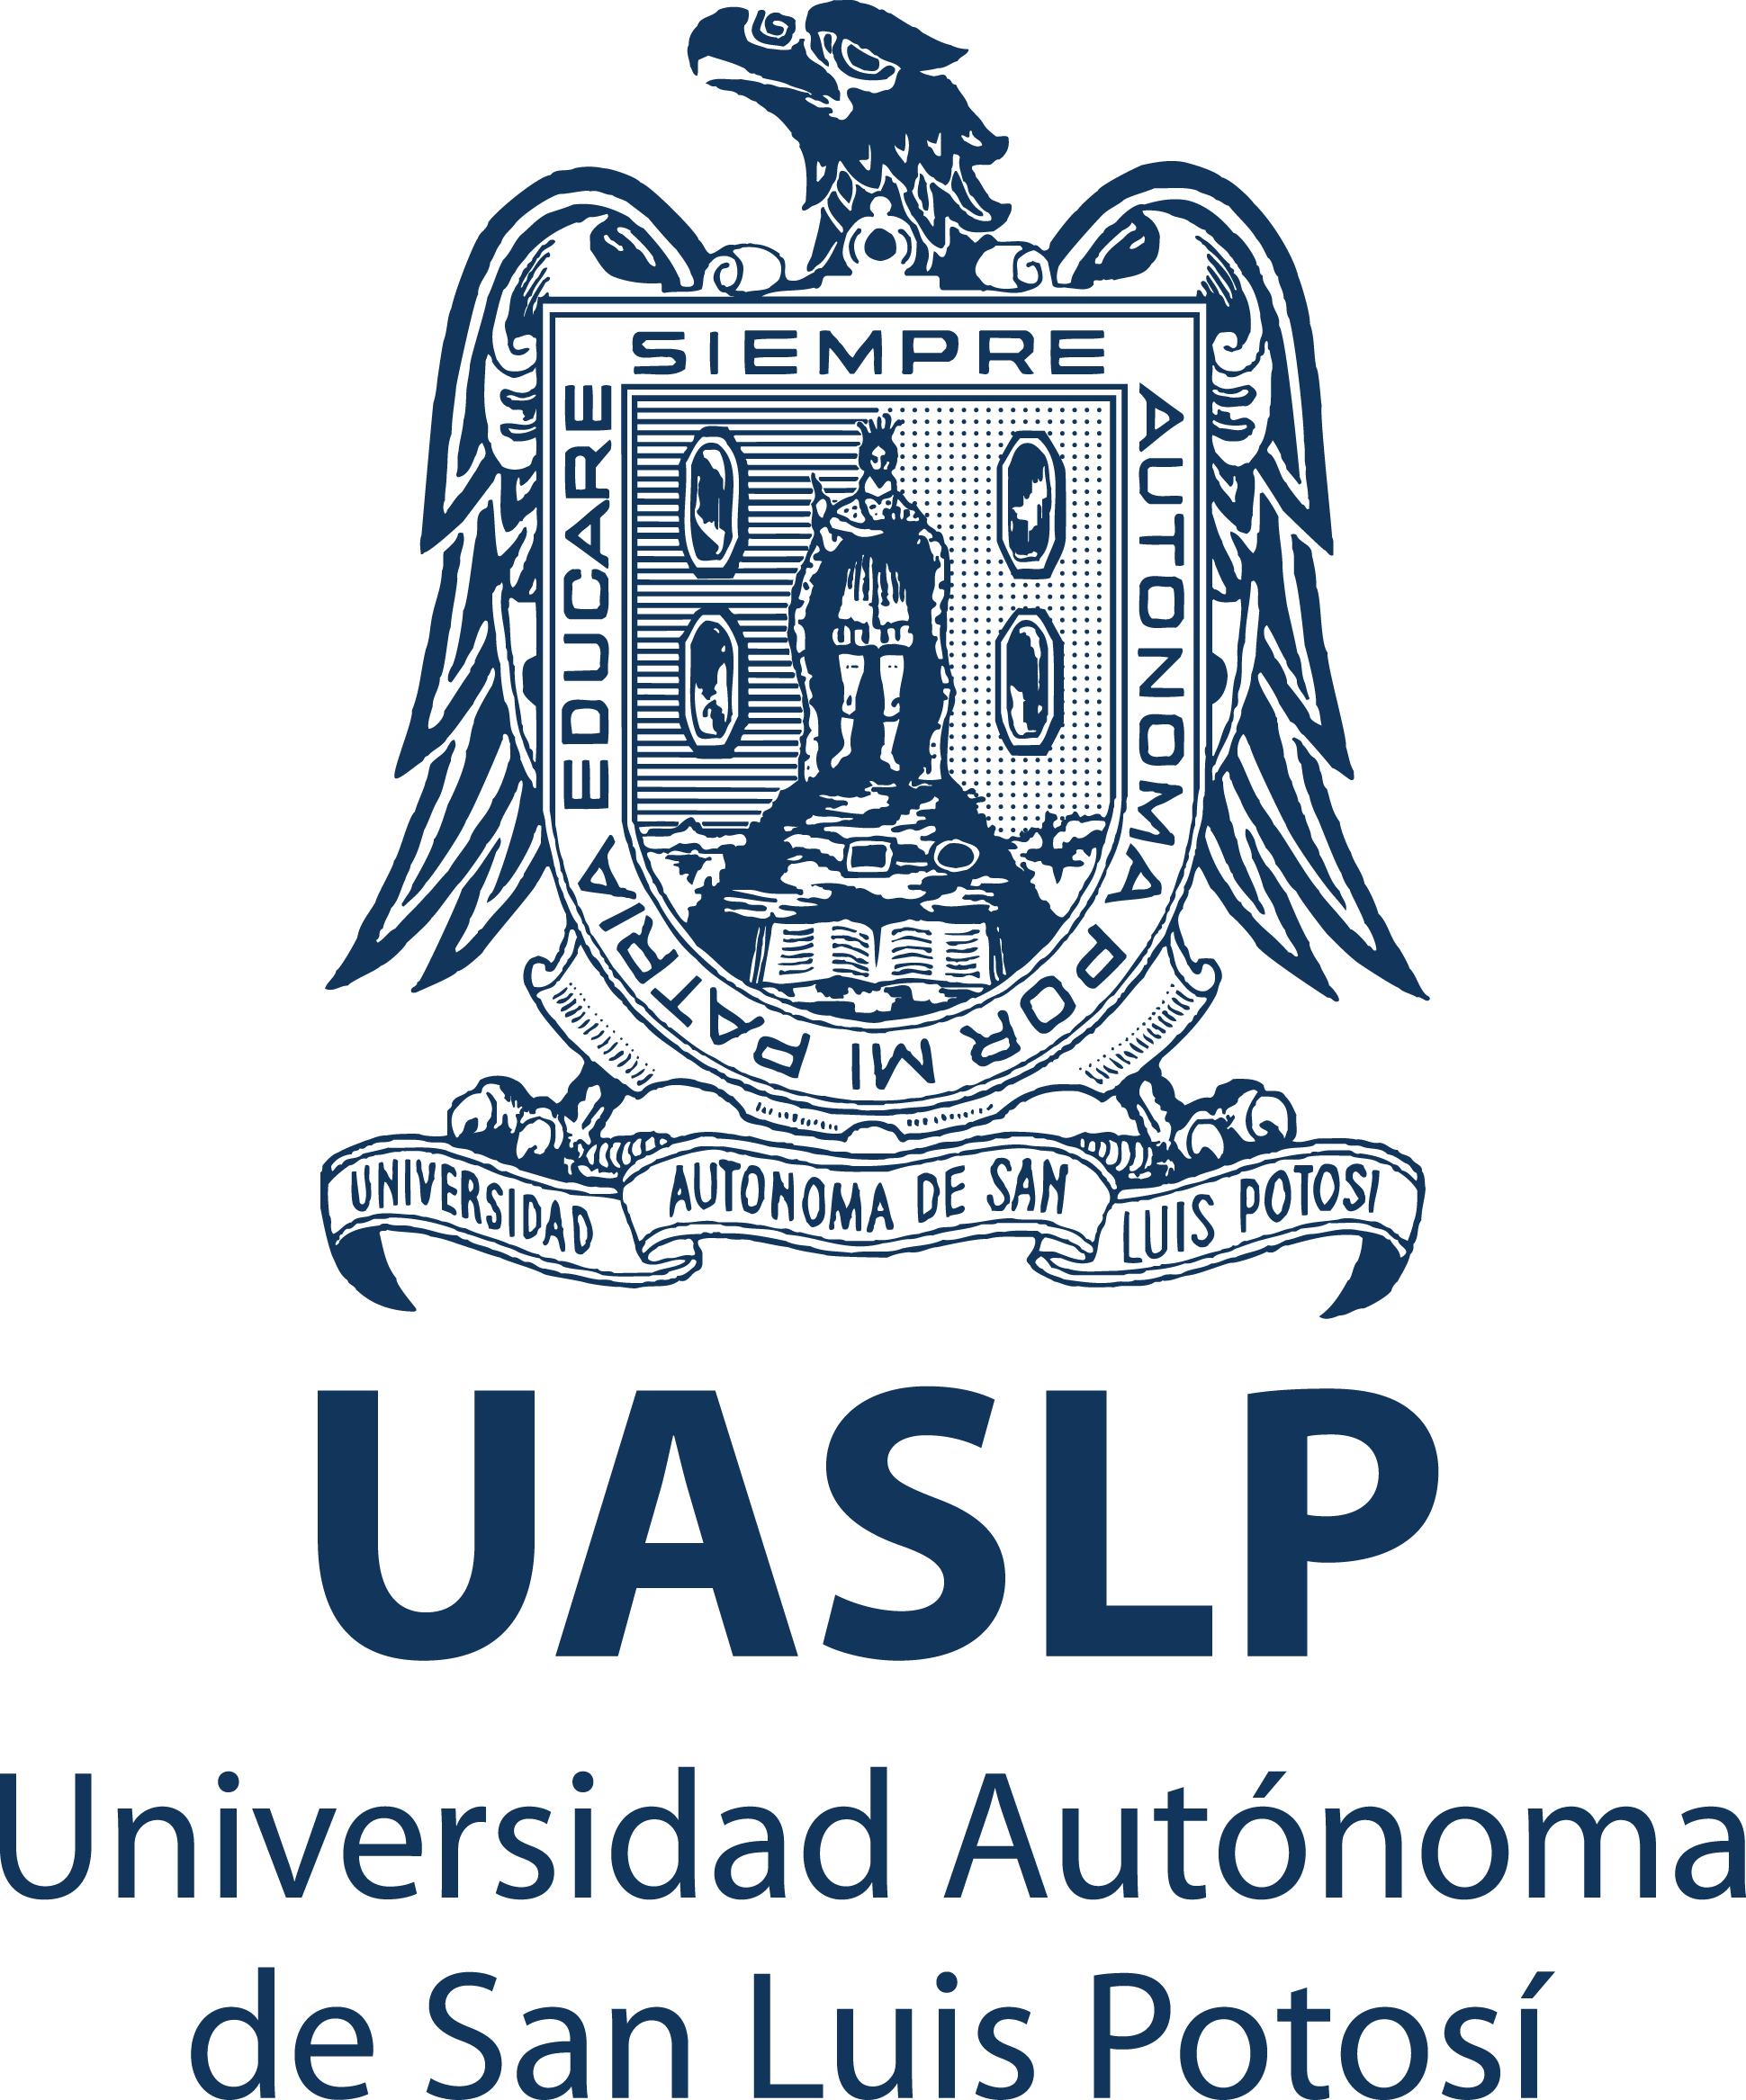 SIEMPRE AUTONOMA
POR MI PATRIA EDUCARE
UNIVERSIDAD AUTONOMA DE SAN LUIS POTOSI
UASLP
Universidad Autónoma
de San Luis Potosí